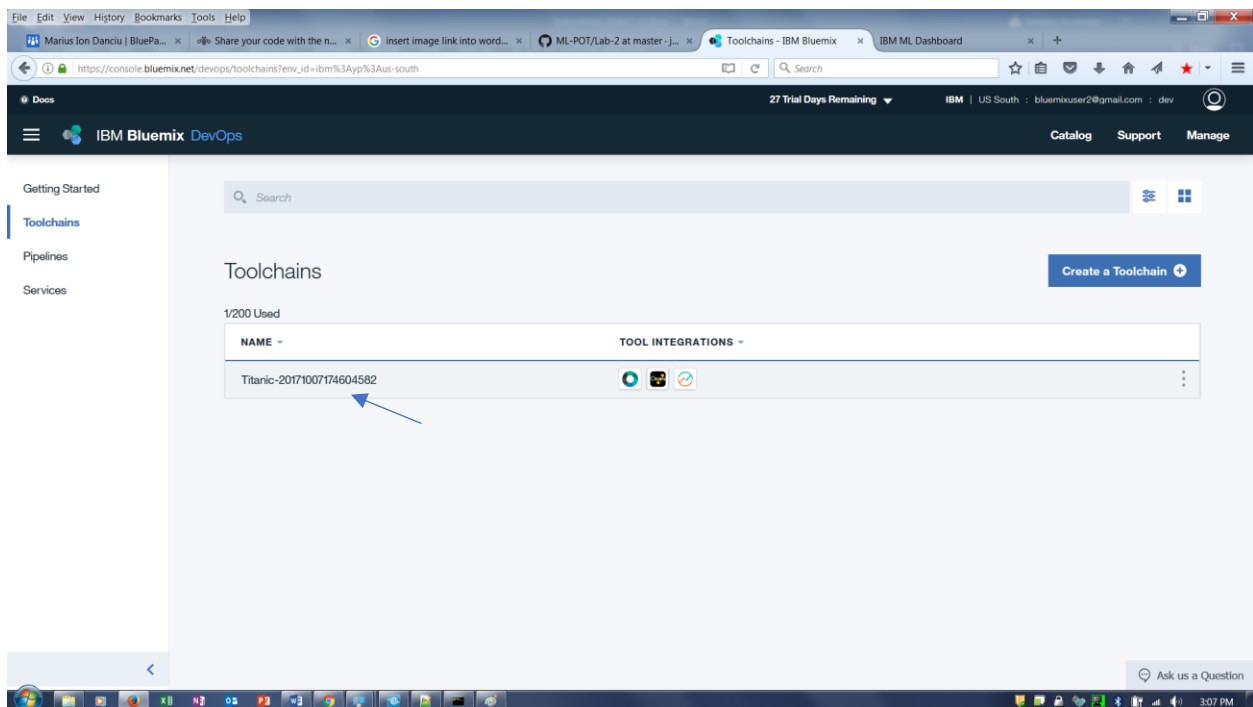 File Edit View History Bookmarks Tools Help
Marius Ion Danciu | BluePa... × Share your code with the n... × insert image link into word... × ML-POT/Lab-2 at master · j... × Toolchains - IBM Bluemix × IBM ML Dashboard × +
https://console.bluemix.net/devops/toolchains?env_id=ibm%3Ayp%3Aus-south Search
Docs 27 Trial Days Remaining IBM | US South : bluemixuser2@gmail.com : dev
IBM Bluemix DevOps Catalog Support Manage
Getting Started
Search
Toolchains
Pipelines
Toolchains
Create a Toolchain
Services
1/200 Used
NAME TOOL INTEGRATIONS
Titanic-20171007174604582
Ask us a Question
3:07 PM